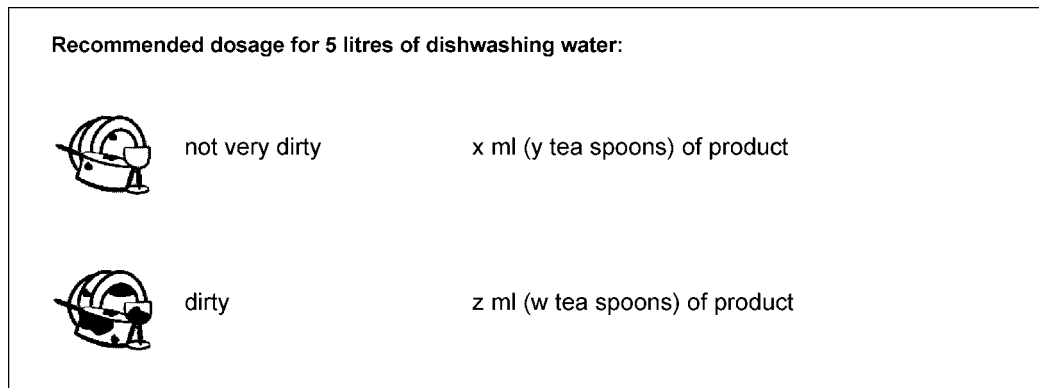 Recommended dosage for 5 litres of dishwashing water:
not very dirty x ml (y tea spoons) of product
dirty z ml (w tea spoons) of product